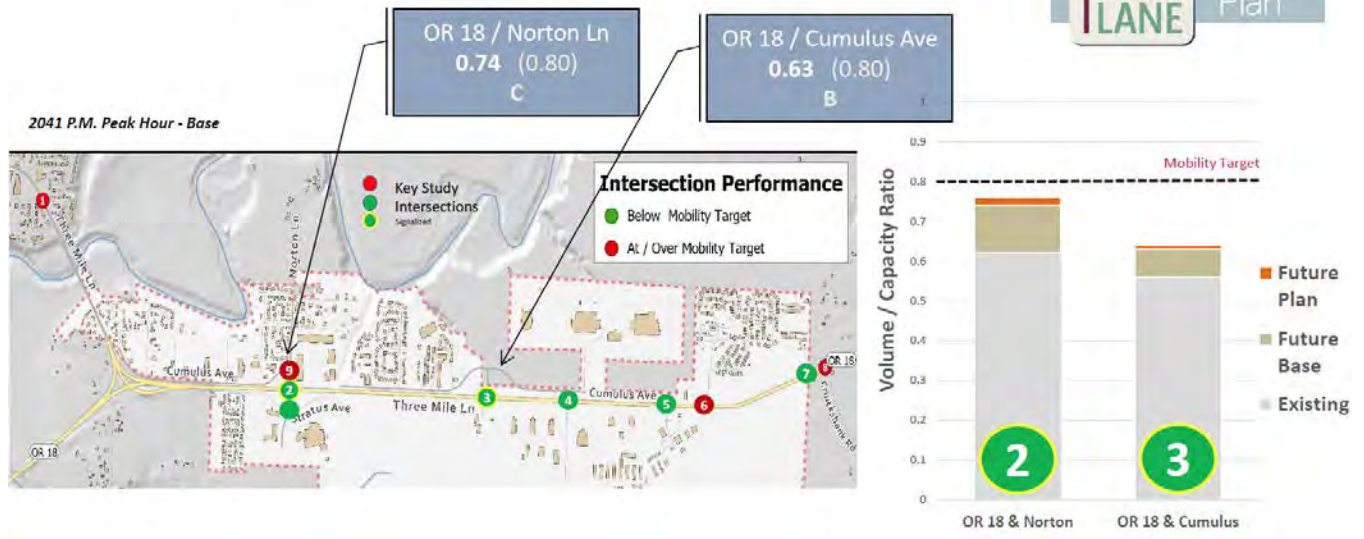 OR 18 / Norton Ln
0.74 (0.80)
C
OR 18 / Cumulus Ave
0.63 (0.80)
B
LANE
Plan
2041 P.M. Peak Hour - Base
Key Study
Intersections
Signalized
Intersection Performance
Below Mobility Target
At / Over Mobility Target
1
Three Mile Ln
Norton Ln
Cumulus Ave
9
2
Stratus Ave
Three Mile Ln
3
4
Cumulus Ave
5
6
7
8
OR 18
Cruickshank Rd
OR 18
Volume / Capacity Ratio
1
0.9
0.8
0.7
0.6
0.5
0.4
0.3
0.2
0.1
0
Mobility Target
2
3
OR 18 & Norton
OR 18 & Cumulus
Future
Plan
Future
Base
Existing